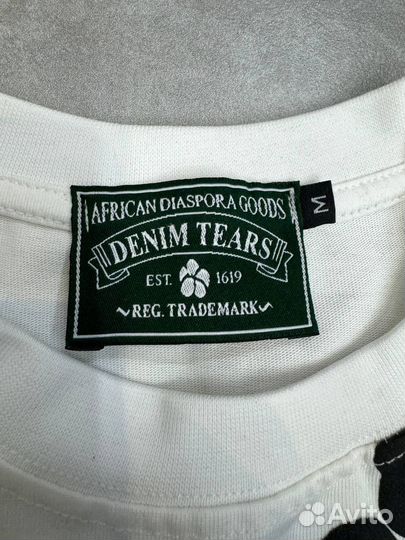 AFRICAN DIASPORA GOODS
DENIM TEARS
EST. 1619
REG. TRADEMARK
M
Avito